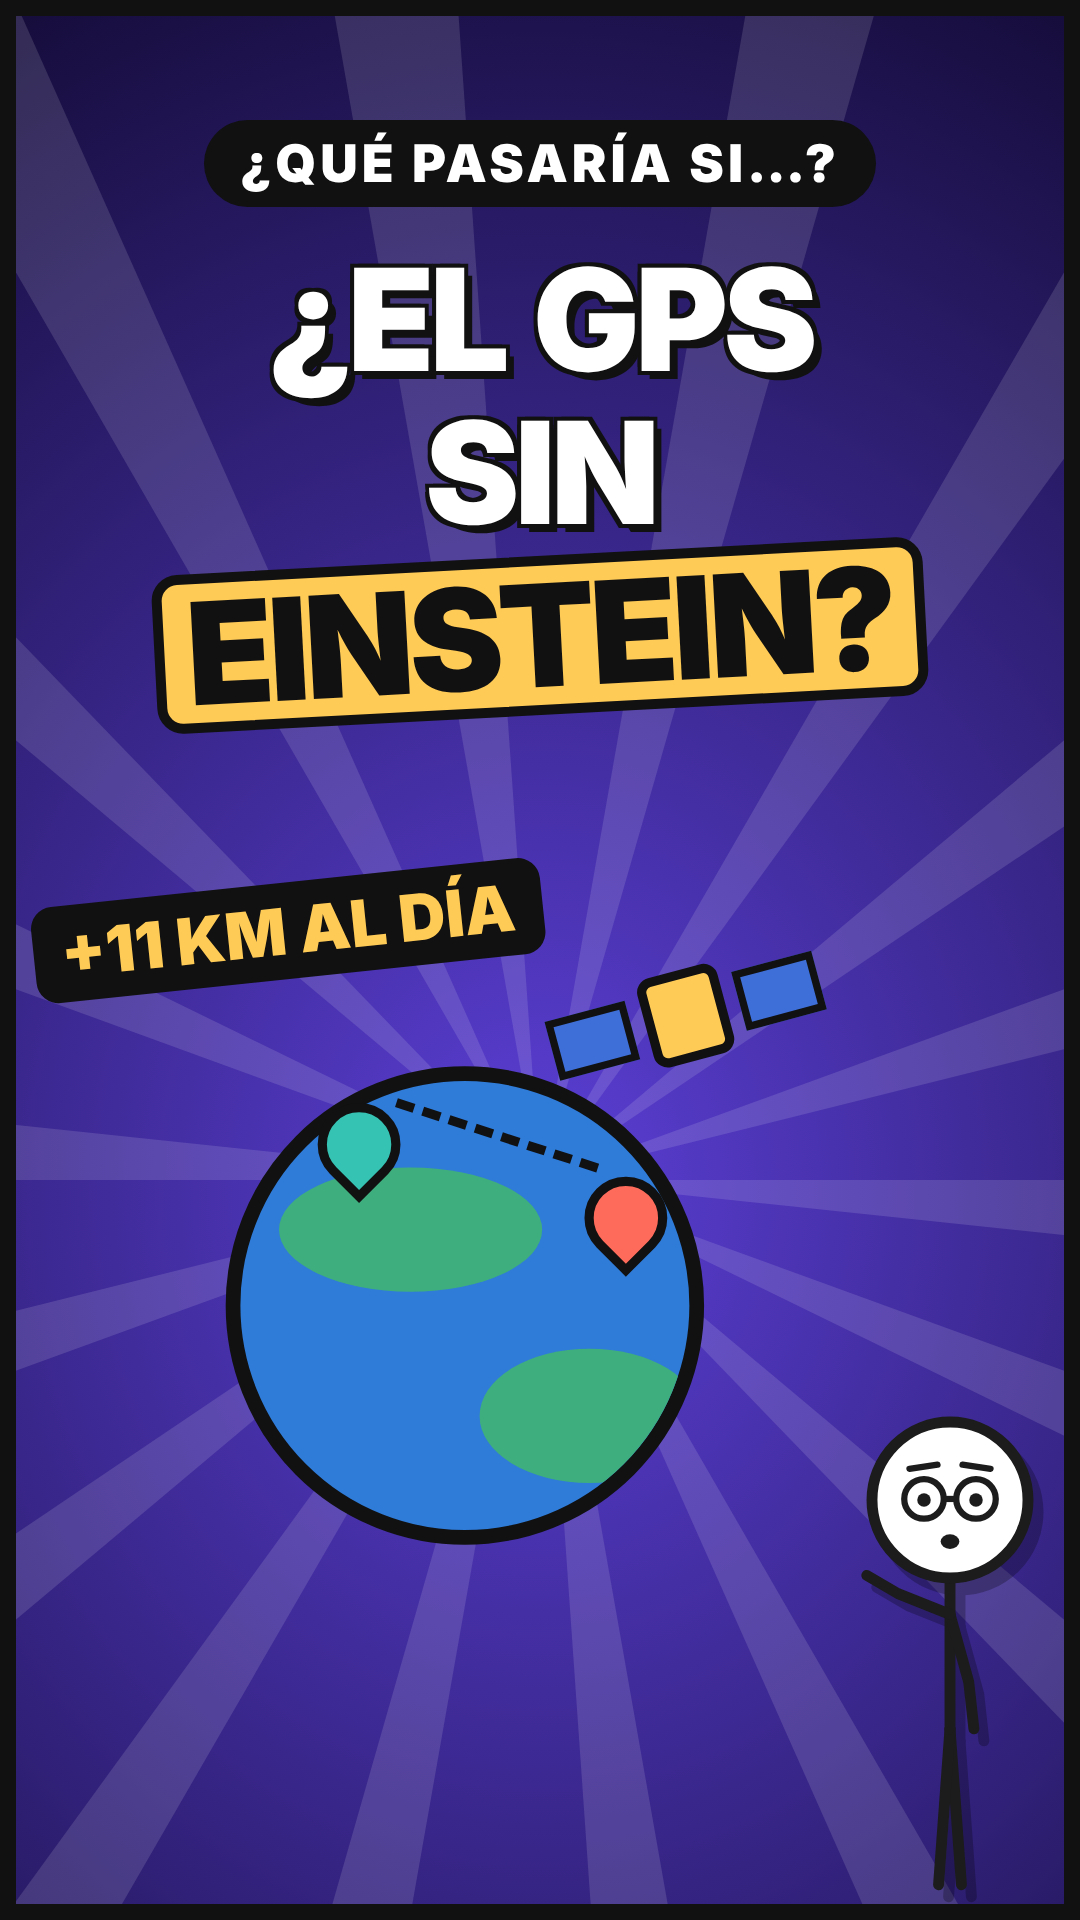 ¿QUÉ PASARÍA SI...?
¿EL GPS
SIN
EINSTEIN?
+11 KM AL DÍA